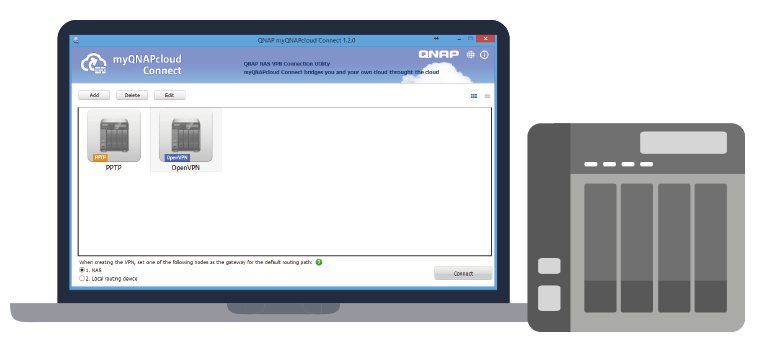 QNAP myQNAPcloud Connect 1.2.0
myQNAPcloud
Connect
QNAP
QNAP NAS VPN Connection Utility
myQNAPcloud Connect bridges you and your own cloud throught the cloud
Add Delete Edit
PPTP OpenVPN
PPTP OpenVPN
When creating the VPN, set one of the following nodes as the gateway for the default routing path:
1. NAS
2. Local routing device
Connect